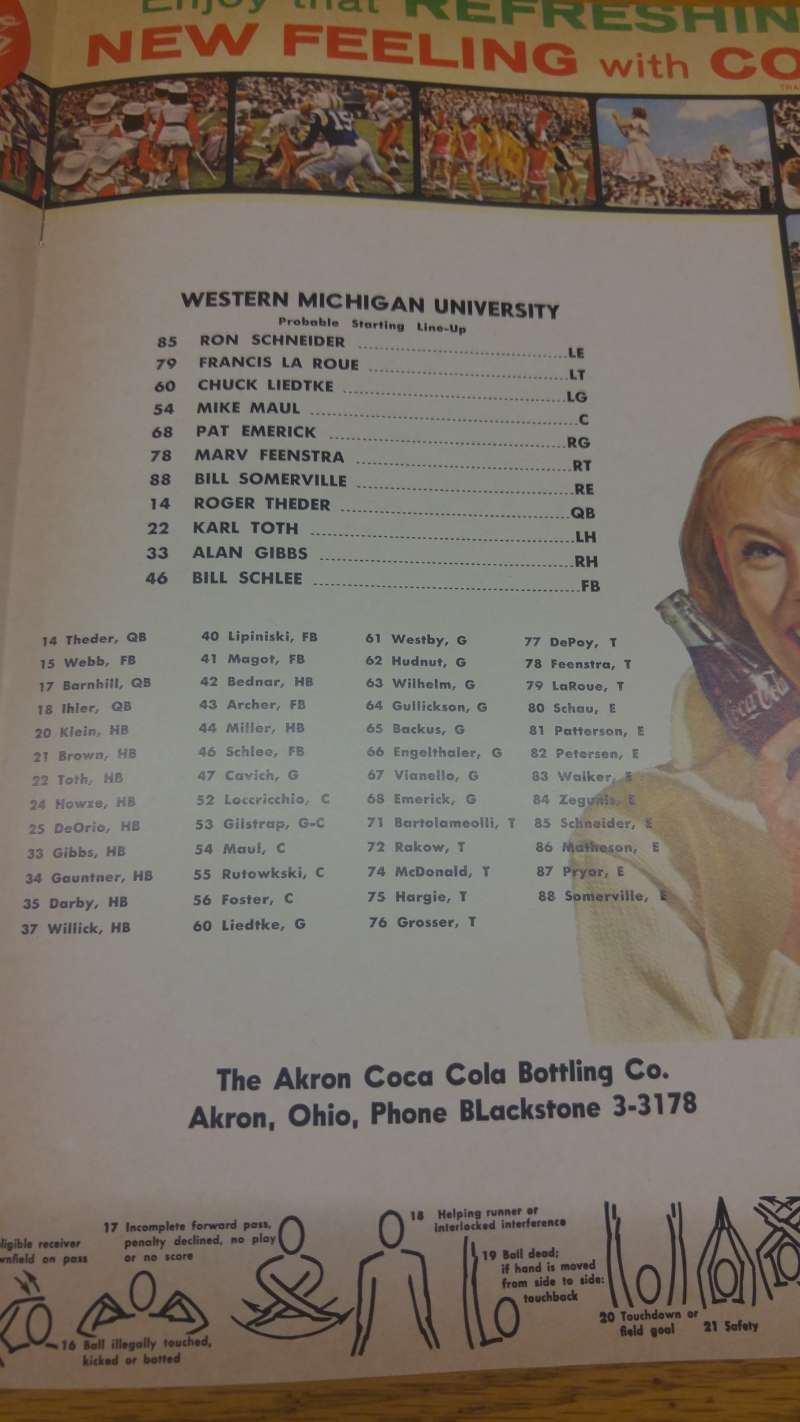 Enjoy that REFRESHIN
NEW FEELING with CO
WESTERN MICHIGAN UNIVERSITY
Probable Starting Line-Up
85 RON SCHNEIDER LE
79 FRANCIS LA ROUE LT
60 CHUCK LIEDTKE LG
54 MIKE MAUL C
68 PAT EMERICK RG
78 MARV FEENSTRA RT
88 BILL SOMERVILLE RE
14 ROGER THEDER QB
22 KARL TOTH LH
33 ALAN GIBBS RH
46 BILL SCHLEE FB
14 Theder, QB
15 Webb, FB
17 Barnhill, QB
18 Ihler, QB
20 Klein, HB
21 Brown, HB
22 Toth, HB
24 Howze, HB
25 DeOrio, HB
33 Gibbs, HB
34 Gauntner, HB
35 Darby, HB
37 Willick, HB
40 Lipiniski, FB
41 Magot, FB
42 Bednar, HB
43 Archer, FB
44 Miller, HB
46 Schlee, FB
47 Cavich, G
52 Loccricchio, C
53 Gilstrap, G-C
54 Maul, C
55 Rutowkski, C
56 Foster, C
60 Liedtke, G
61 Westby, G
62 Hudnut, G
63 Wilhelm, G
64 Gullickson, G
65 Backus, G
66 Engelthaler, G
67 Vianello, G
68 Emerick, G
71 Bartolameolli, T
72 Rakow, T
74 McDonald, T
75 Hargie, T
76 Grosser, T
77 DePoy, T
78 Feenstra, T
79 LaRoue, T
80 Schau, E
81 Patterson, E
82 Petersen, E
83 Walker, E
84 Zegunis, E
85 Schneider, E
86 Matheson, E
87 Pryor, E
88 Somerville, E
Coca-Cola
The Akron Coca Cola Bottling Co.
Akron, Ohio, Phone BLackstone 3-3178
ligible receiver
wnfield on pass
16 Ball illegally touched,
kicked or batted
17 Incomplete forward pass,
penalty declined, no play
or no score
18 Helping runner or
interlocked interference
19 Ball dead;
if hand is moved
from side to side:
touchback
20 Touchdown or
field goal
21 Safety